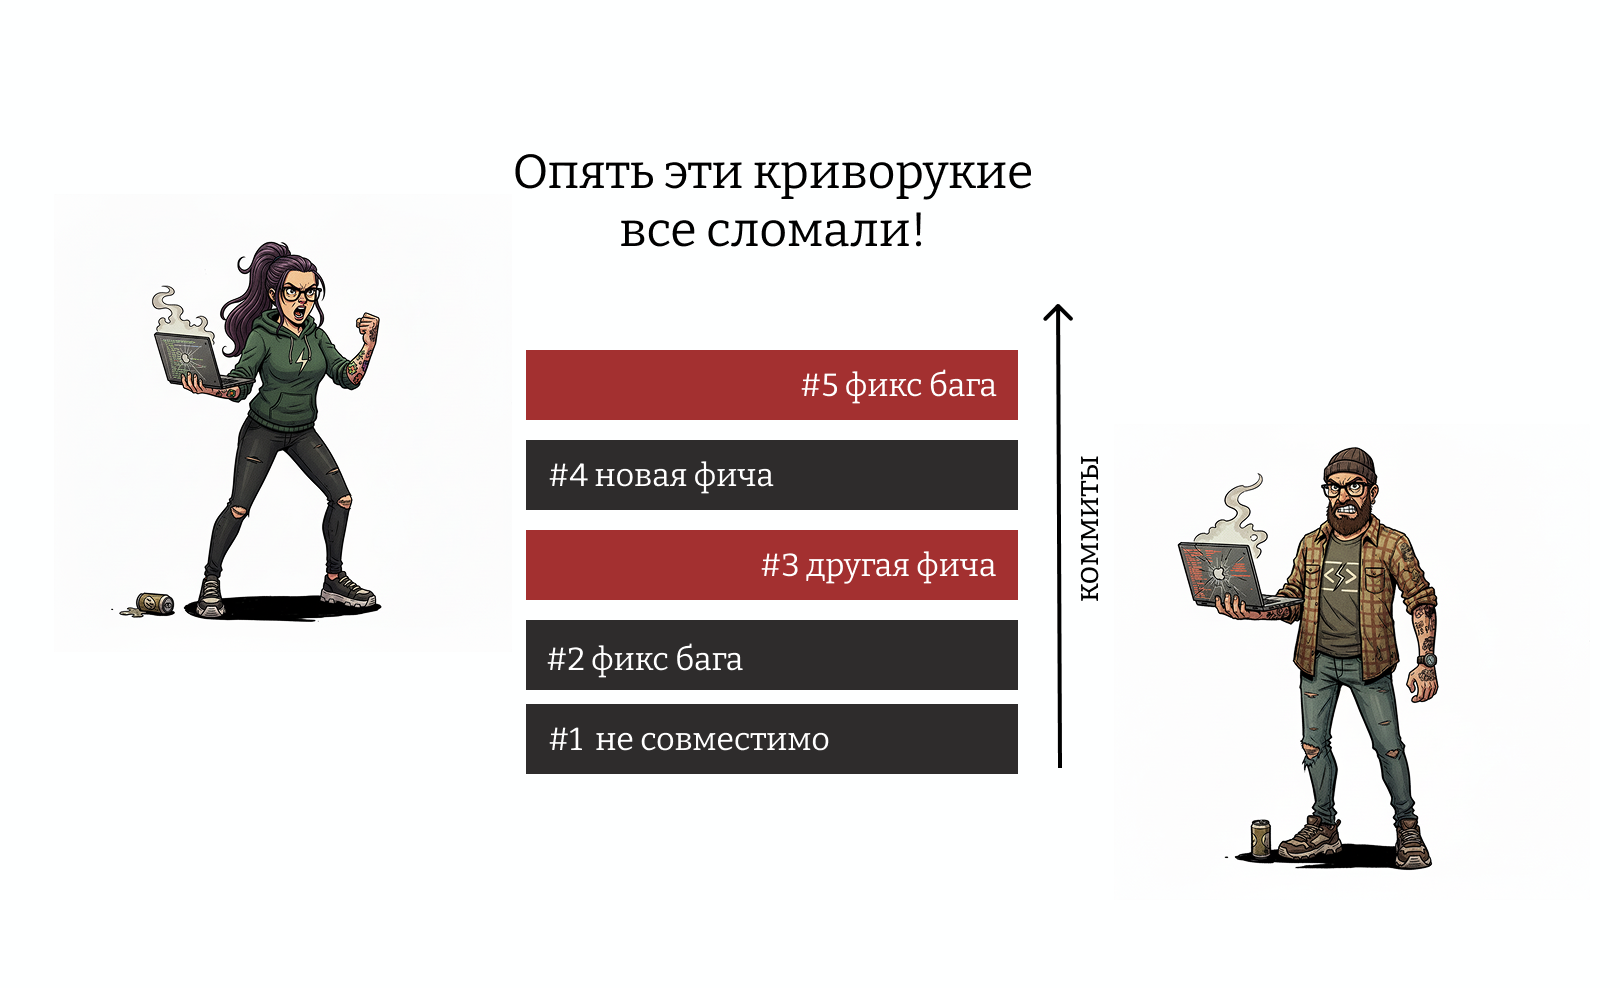 Опять эти криворукие
все сломали!
#5 фикс бага
#4 новая фича
#3 другая фича
#2 фикс бага
#1 не совместимо
коммиты